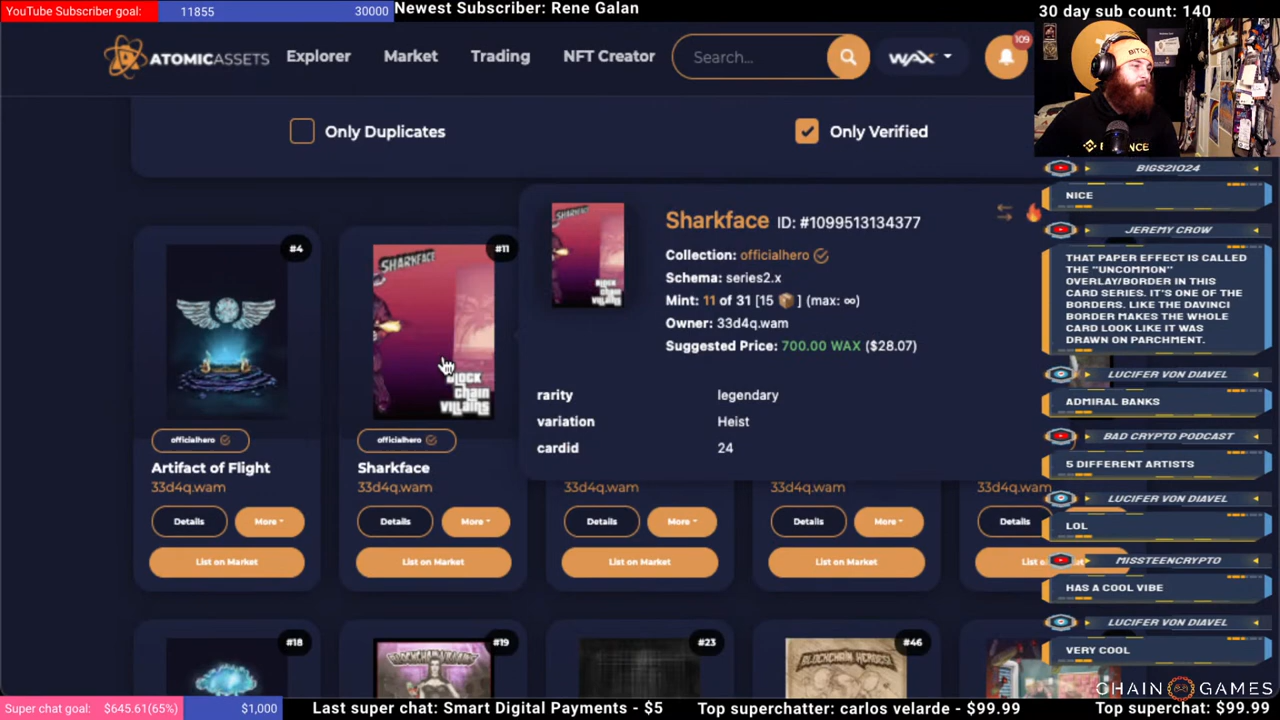 YouTube Subscriber goal:
11855
30000
Newest Subscriber: Rene Galan
30 day sub count: 140
ATOMICASSETS
Explorer
Market
Trading
NFT Creator
Search...
WAX
109
Only Duplicates
Only Verified
Sharkface ID: #1099513134377
Collection: officialhero
Schema: series2.x
Mint: 11 of 31 [15 📦 ] (max: ∞)
Owner: 33d4q.wam
Suggested Price: 700.00 WAX ($28.07)
rarity legendary
variation Heist
cardid 24
#4
#11
SHARKFACE
BLOCK
CHAIN
VILLAINS
officialhero
officialhero
Artifact of Flight
Sharkface
33d4q.wam
33d4q.wam
33d4q.wam
33d4q.wam
33d4q.wam
Details
More
Details
More
Details
More
Details
More
Details
List on Market
List on Market
List on Market
List on Market
#18
#19
#23
#46
BLOCKCHAIN VILLAINS
BLOCKCHAIN HEROES
BINANCE
BIGS21024
NICE
JEREMY CROW
THAT PAPER EFFECT IS CALLED
THE "UNCOMMON"
OVERLAY/BORDER IN THIS
CARD SERIES. IT'S ONE OF THE
BORDERS. LIKE THE DAVINCI
BORDER MAKES THE WHOLE
CARD LOOK LIKE IT WAS
DRAWN ON PARCHMENT.
LUCIFER VON DIAVEL
ADMIRAL BANKS
BAD CRYPTO PODCAST
5 DIFFERENT ARTISTS
LUCIFER VON DIAVEL
LOL
MISSTEENCRYPTO
HAS A COOL VIBE
LUCIFER VON DIAVEL
VERY COOL
CHAIN GAMES
Super chat goal:
$645.61(65%)
$1,000
Last super chat: Smart Digital Payments - $5
Top superchatter: carlos velarde - $99.99
Top superchat: $99.99